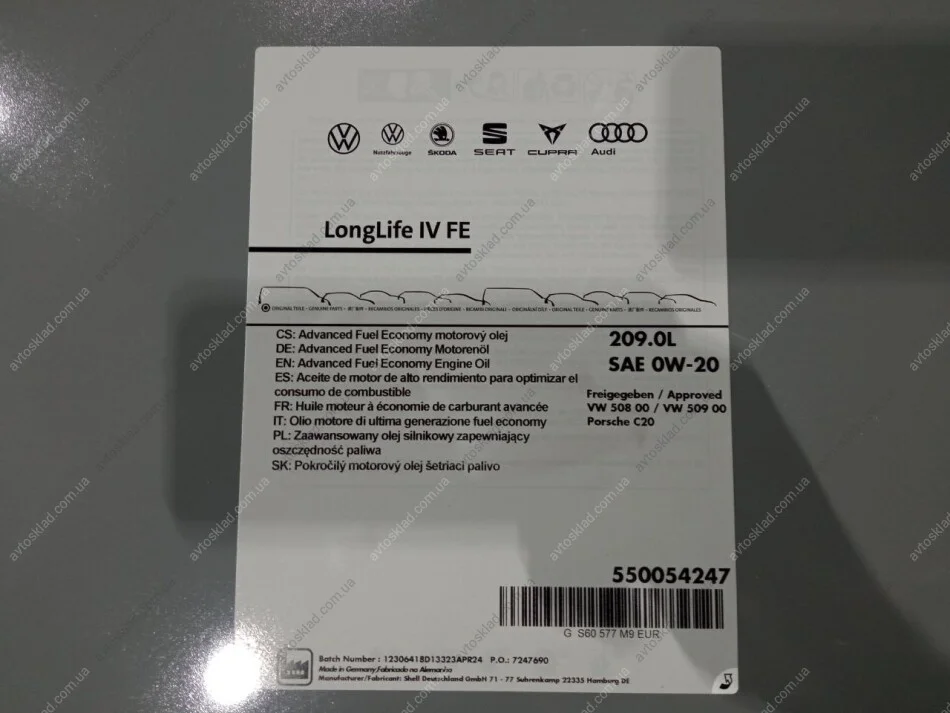 Nutzfahrzeuge ŠKODA SEAT CUPRA Audi
LongLife IV FE
CS: Advanced Fuel Economy motorový olej
DE: Advanced Fuel Economy Motorenöl
EN: Advanced Fuel Economy Engine Oil
ES: Aceite de motor de alto rendimiento para optimizar el
consumo de combustible
FR: Huile moteur à économie de carburant avancée
IT: Olio motore di ultima generazione fuel economy
PL: Zaawansowany olej silnikowy zapewniający
oszczędność paliwa
SK: Pokročilý motorový olej šetriaci palivo
209.0L
SAE 0W-20
Freigegeben / Approved
VW 508 00 / VW 509 00
Porsche C20
550054247
G S60 577 M9 EUR
Batch Number : 12306418D13323APR24 P.O.: 7247690
Made in Germany/Fabricado na Alemanha
Manufacturer/Fabricant: Shell Deutschland GmbH 71 - 77 Suhrenkamp 22335 Hamburg DE
avtosklad.com.ua